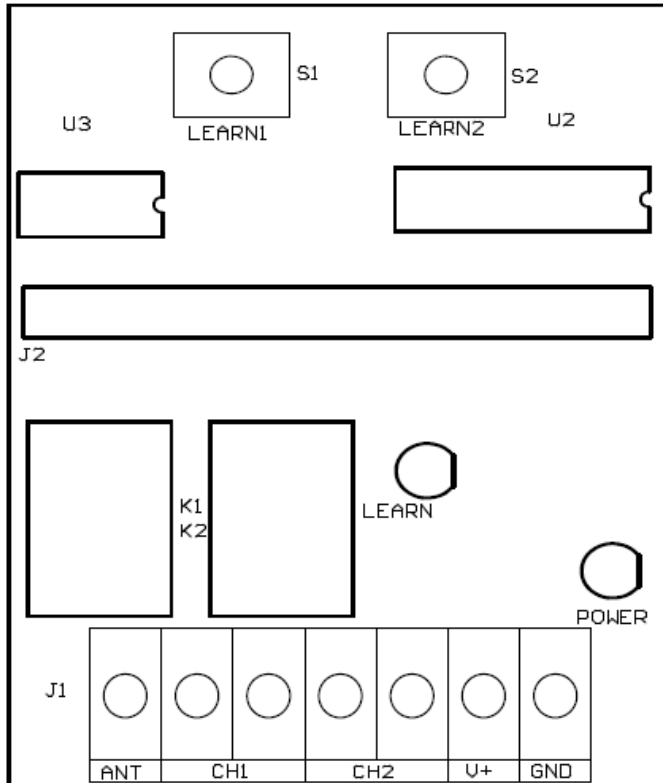 S1
S2
U3
LEARN1
LEARN2
U2
J2
K1
K2
LEARN
POWER
J1
ANT CH1 CH2 V+ GND